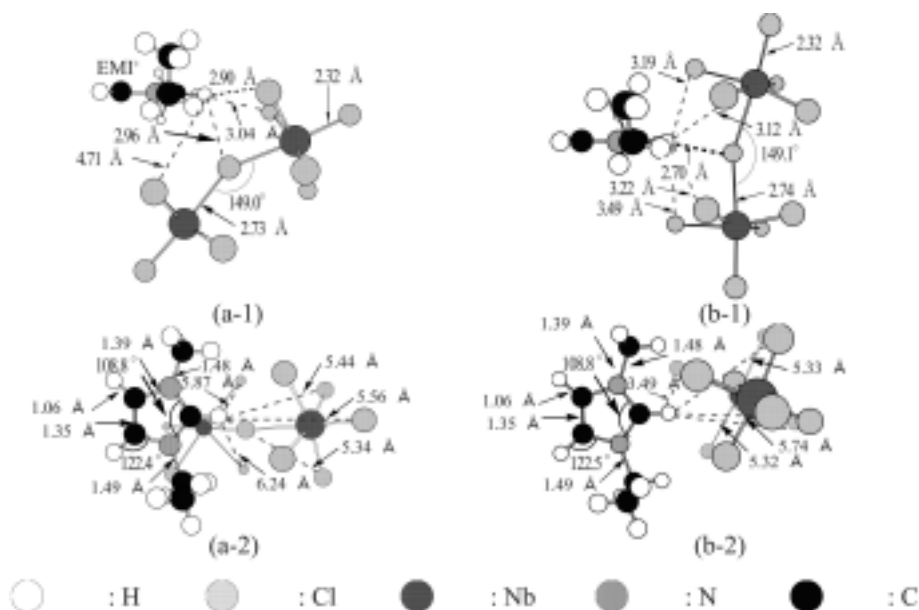 EMI+
2.90 Å
2.32 Å
2.96 Å
3.04 Å
4.71 Å
149.0°
2.73 Å
(a-1)
2.32 Å
3.19 Å
3.12 Å
149.1°
2.70 Å
3.22 Å
2.74 Å
3.49 Å
(b-1)
1.39 Å
108.8°
1.48 Å
5.87 Å
5.44 Å
1.06 Å
5.56 Å
1.35 Å
5.34 Å
122.4°
1.49 Å
6.24 Å
(a-2)
1.39 Å
1.48 Å
108.8°
5.33 Å
3.49 Å
1.06 Å
1.35 Å
5.74 Å
122.5°
5.32 Å
1.49 Å
(b-2)
: H : Cl : Nb : N : C